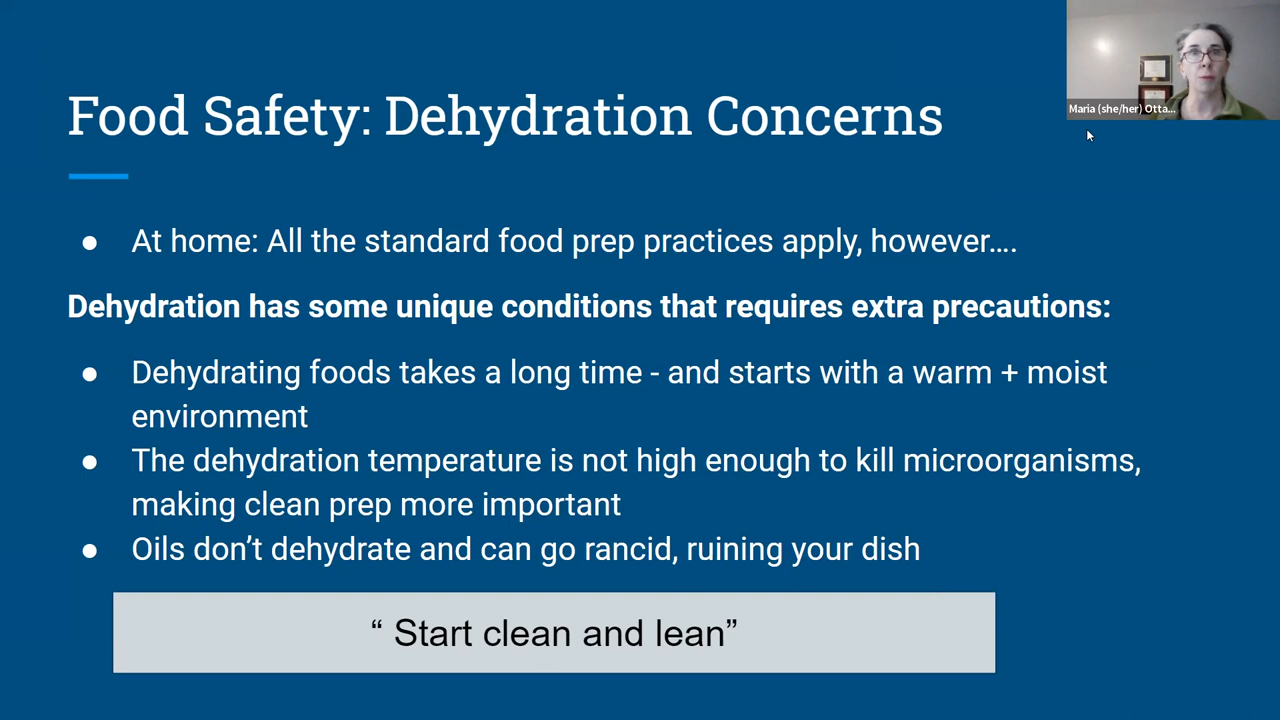 Food Safety: Dehydration Concerns
Maria (she/her) Otta...
● At home: All the standard food prep practices apply, however....
Dehydration has some unique conditions that requires extra precautions:
● Dehydrating foods takes a long time - and starts with a warm + moist
environment
● The dehydration temperature is not high enough to kill microorganisms,
making clean prep more important
● Oils don’t dehydrate and can go rancid, ruining your dish
“ Start clean and lean”